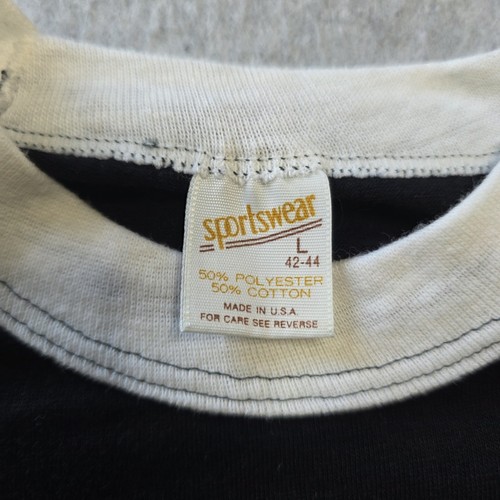 sportswear
L
42-44
50% POLYESTER
50% COTTON
MADE IN U.S.A.
FOR CARE SEE REVERSE